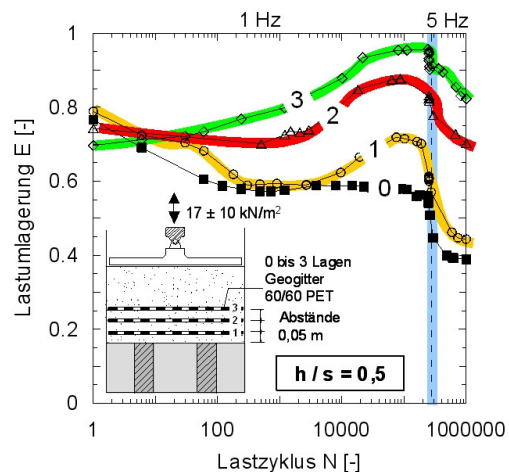 1 Hz
5 Hz
1
0.8
0.6
0.4
0.2
0
Lastumlagerung E [-]
3
2
1
0
17 ± 10 kN/m²
0 bis 3 Lagen
Geogitter
60/60 PET
3
2
1
Abstände
0,05 m
h / s = 0,5
1
100
10000
1000000
Lastzyklus N [-]